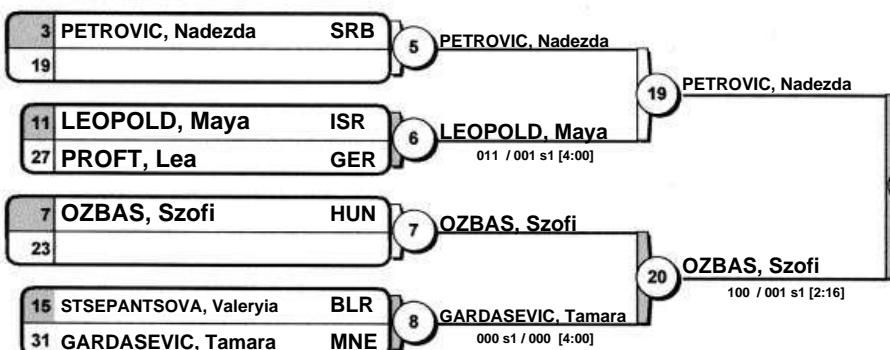 3 PETROVIC, Nadezda SRB
19
5
PETROVIC, Nadezda
11 LEOPOLD, Maya ISR
27 PROFT, Lea GER
6
LEOPOLD, Maya
011 / 001 s1 [4:00]
19
PETROVIC, Nadezda
7 OZBAS, Szofi HUN
23
7
OZBAS, Szofi
15 STSEPANTSOVA, Valeryia BLR
31 GARDASEVIC, Tamara MNE
8
GARDASEVIC, Tamara
000 s1 / 000 [4:00]
20
OZBAS, Szofi
100 / 001 s1 [2:16]